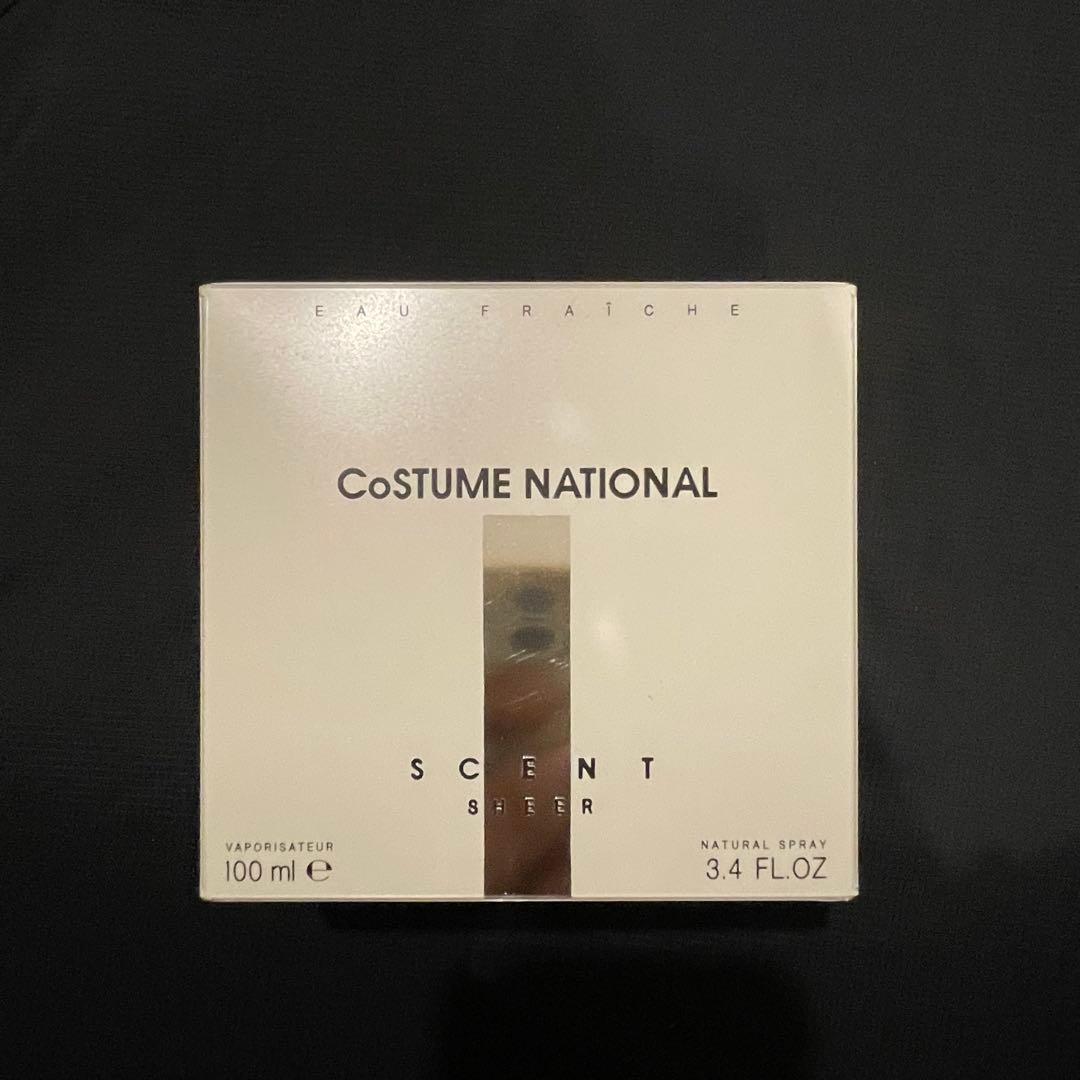 EAU FRAÎCHE
CoSTUME NATIONAL
SCENT
SHEER
VAPORISATEUR
100 ml ℮
NATURAL SPRAY
3.4 FL.OZ